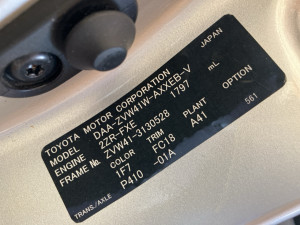 TOYOTA MOTOR CORPORATION JAPAN
MODEL DAA-ZVW41W-AXXEB-V
ENGINE 2ZR-FXE 1797 mL
FRAME No. ZVW41-3130528
COLOR TRIM PLANT OPTION
1F7 FC18 A41 561
TRANS./AXLE P410 -01A